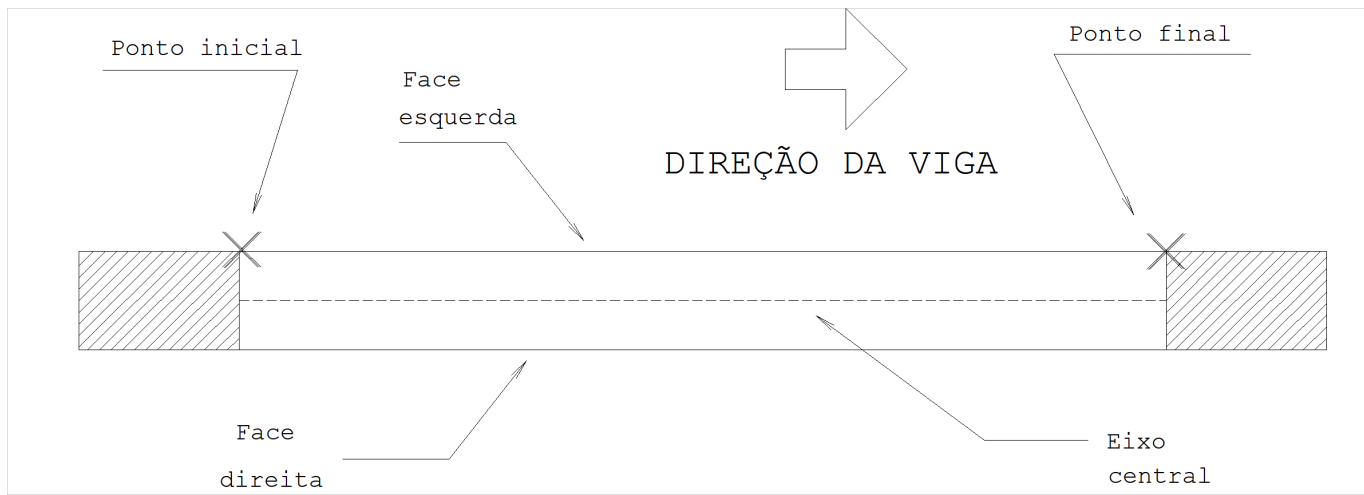 Ponto inicial
Ponto final
Face
esquerda
DIREÇÃO DA VIGA
Face
direita
Eixo
central